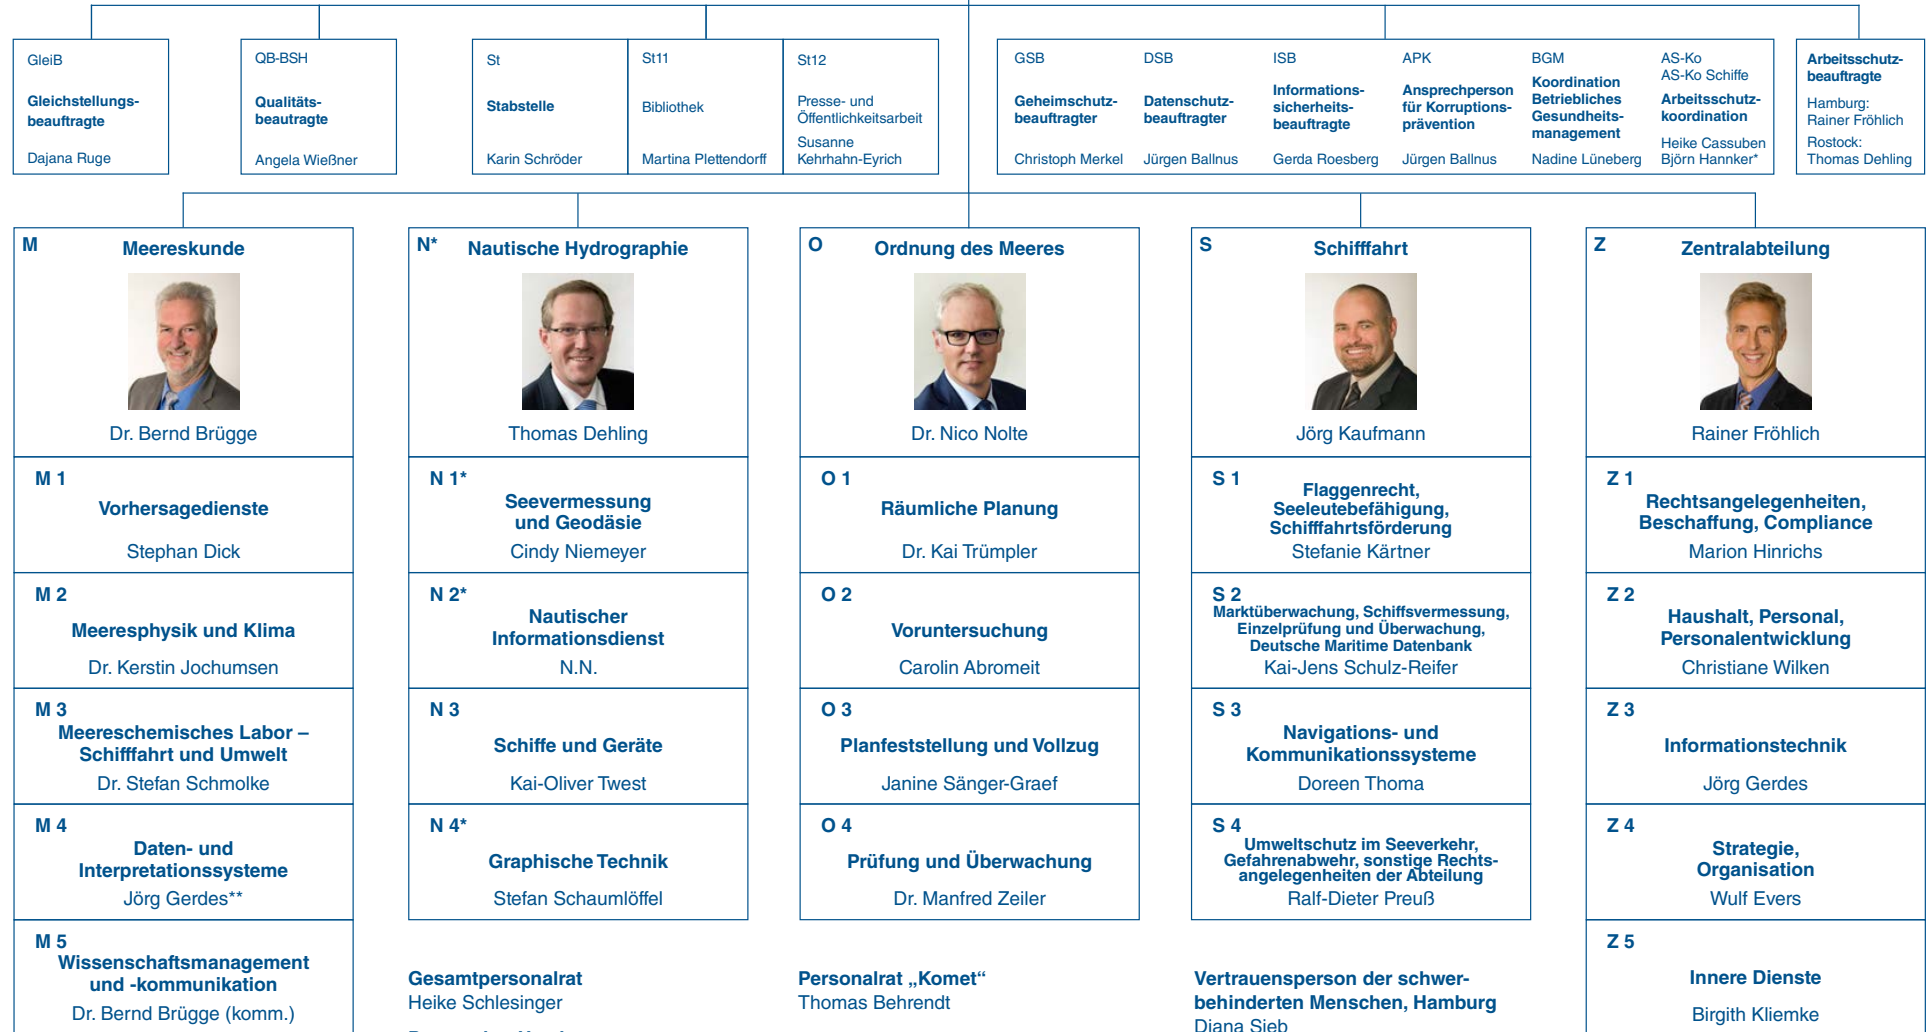 GleiB
Gleichstellungs-
beauftragte
Dajana Ruge
QB-BSH
Qualitäts-
beautragte
Angela Wießner
St
Stabstelle
Karin Schröder
St11
Bibliothek
Martina Plettendorff
St12
Presse- und
Öffentlichkeitsarbeit
Susanne
Kehrhahn-Eyrich
GSB
Geheimschutz-
beauftragter
Christoph Merkel
DSB
Datenschutz-
beauftragter
Jürgen Ballnus
ISB
Informations-
sicherheits-
beauftragte
Gerda Roesberg
APK
Ansprechperson
für Korruptions-
prävention
Jürgen Ballnus
BGM
Koordination
Betriebliches
Gesundheits-
management
Nadine Lüneberg
AS-Ko
AS-Ko Schiffe
Arbeitsschutz-
koordination
Heike Cassuben
Björn Hannker*
Arbeitsschutz-
beauftragte
Hamburg:
Rainer Fröhlich
Rostock:
Thomas Dehling
M
Meereskunde
Dr. Bernd Brügge
M 1
Vorhersagedienste
Stephan Dick
M 2
Meeresphysik und Klima
Dr. Kerstin Jochumsen
M 3
Meereschemisches Labor –
Schifffahrt und Umwelt
Dr. Stefan Schmolke
M 4
Daten- und
Interpretationssysteme
Jörg Gerdes**
M 5
Wissenschaftsmanagement
und -kommunikation
Dr. Bernd Brügge (komm.)
N*
Nautische Hydrographie
Thomas Dehling
N 1*
Seevermessung
und Geodäsie
Cindy Niemeyer
N 2*
Nautischer
Informationsdienst
N.N.
N 3
Schiffe und Geräte
Kai-Oliver Twest
N 4*
Graphische Technik
Stefan Schaumlöffel
O
Ordnung des Meeres
Dr. Nico Nolte
O 1
Räumliche Planung
Dr. Kai Trümpler
O 2
Voruntersuchung
Carolin Abromeit
O 3
Planfeststellung und Vollzug
Janine Sänger-Graef
O 4
Prüfung und Überwachung
Dr. Manfred Zeiler
S
Schifffahrt
Jörg Kaufmann
S 1
Flaggenrecht,
Seeleutebefähigung,
Schifffahrtsförderung
Stefanie Kärtner
S 2
Marktüberwachung, Schiffsvermessung,
Einzelprüfung und Überwachung,
Deutsche Maritime Datenbank
Kai-Jens Schulz-Reifer
S 3
Navigations- und
Kommunikationssysteme
Doreen Thoma
S 4
Umweltschutz im Seeverkehr,
Gefahrenabwehr, sonstige Rechts-
angelegenheiten der Abteilung
Ralf-Dieter Preuß
Z
Zentralabteilung
Rainer Fröhlich
Z 1
Rechtsangelegenheiten,
Beschaffung, Compliance
Marion Hinrichs
Z 2
Haushalt, Personal,
Personalentwicklung
Christiane Wilken
Z 3
Informationstechnik
Jörg Gerdes
Z 4
Strategie,
Organisation
Wulf Evers
Z 5
Innere Dienste
Birgith Kliemke
Gesamtpersonalrat
Heike Schlesinger
Personalrat „Komet“
Thomas Behrendt
Vertrauensperson der schwer-
behinderten Menschen, Hamburg
Diana Sieb